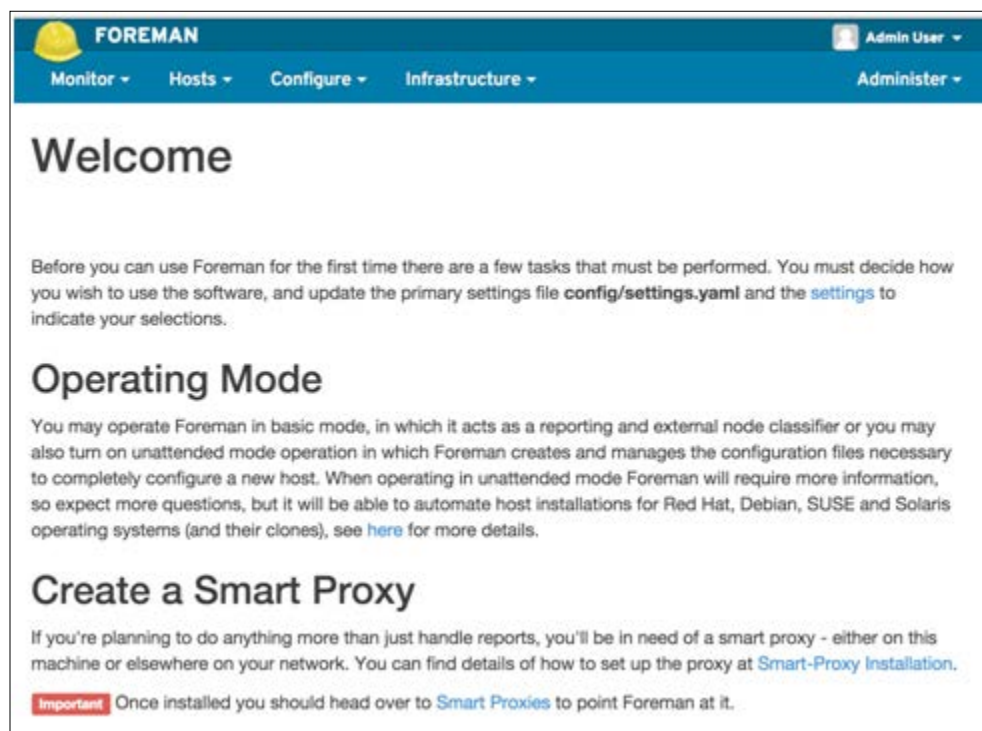 FOREMAN
Admin User
Monitor
Hosts
Configure
Infrastructure
Administer
Welcome
Before you can use Foreman for the first time there are a few tasks that must be performed. You must decide how
you wish to use the software, and update the primary settings file config/settings.yaml and the settings to
indicate your selections.
Operating Mode
You may operate Foreman in basic mode, in which it acts as a reporting and external node classifier or you may
also turn on unattended mode operation in which Foreman creates and manages the configuration files necessary
to completely configure a new host. When operating in unattended mode Foreman will require more information,
so expect more questions, but it will be able to automate host installations for Red Hat, Debian, SUSE and Solaris
operating systems (and their clones), see here for more details.
Create a Smart Proxy
If you're planning to do anything more than just handle reports, you'll be in need of a smart proxy - either on this
machine or elsewhere on your network. You can find details of how to set up the proxy at Smart-Proxy Installation.
Important Once installed you should head over to Smart Proxies to point Foreman at it.